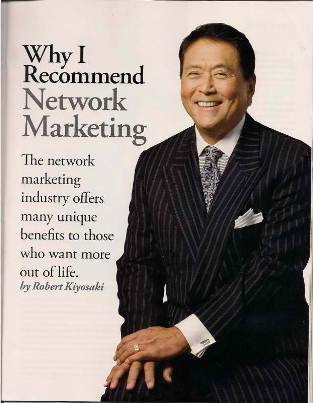 Why I
Recommend
Network
Marketing
The network
marketing
industry offers
many unique
benefits to those
who want more
out of life.
by Robert Kiyosaki